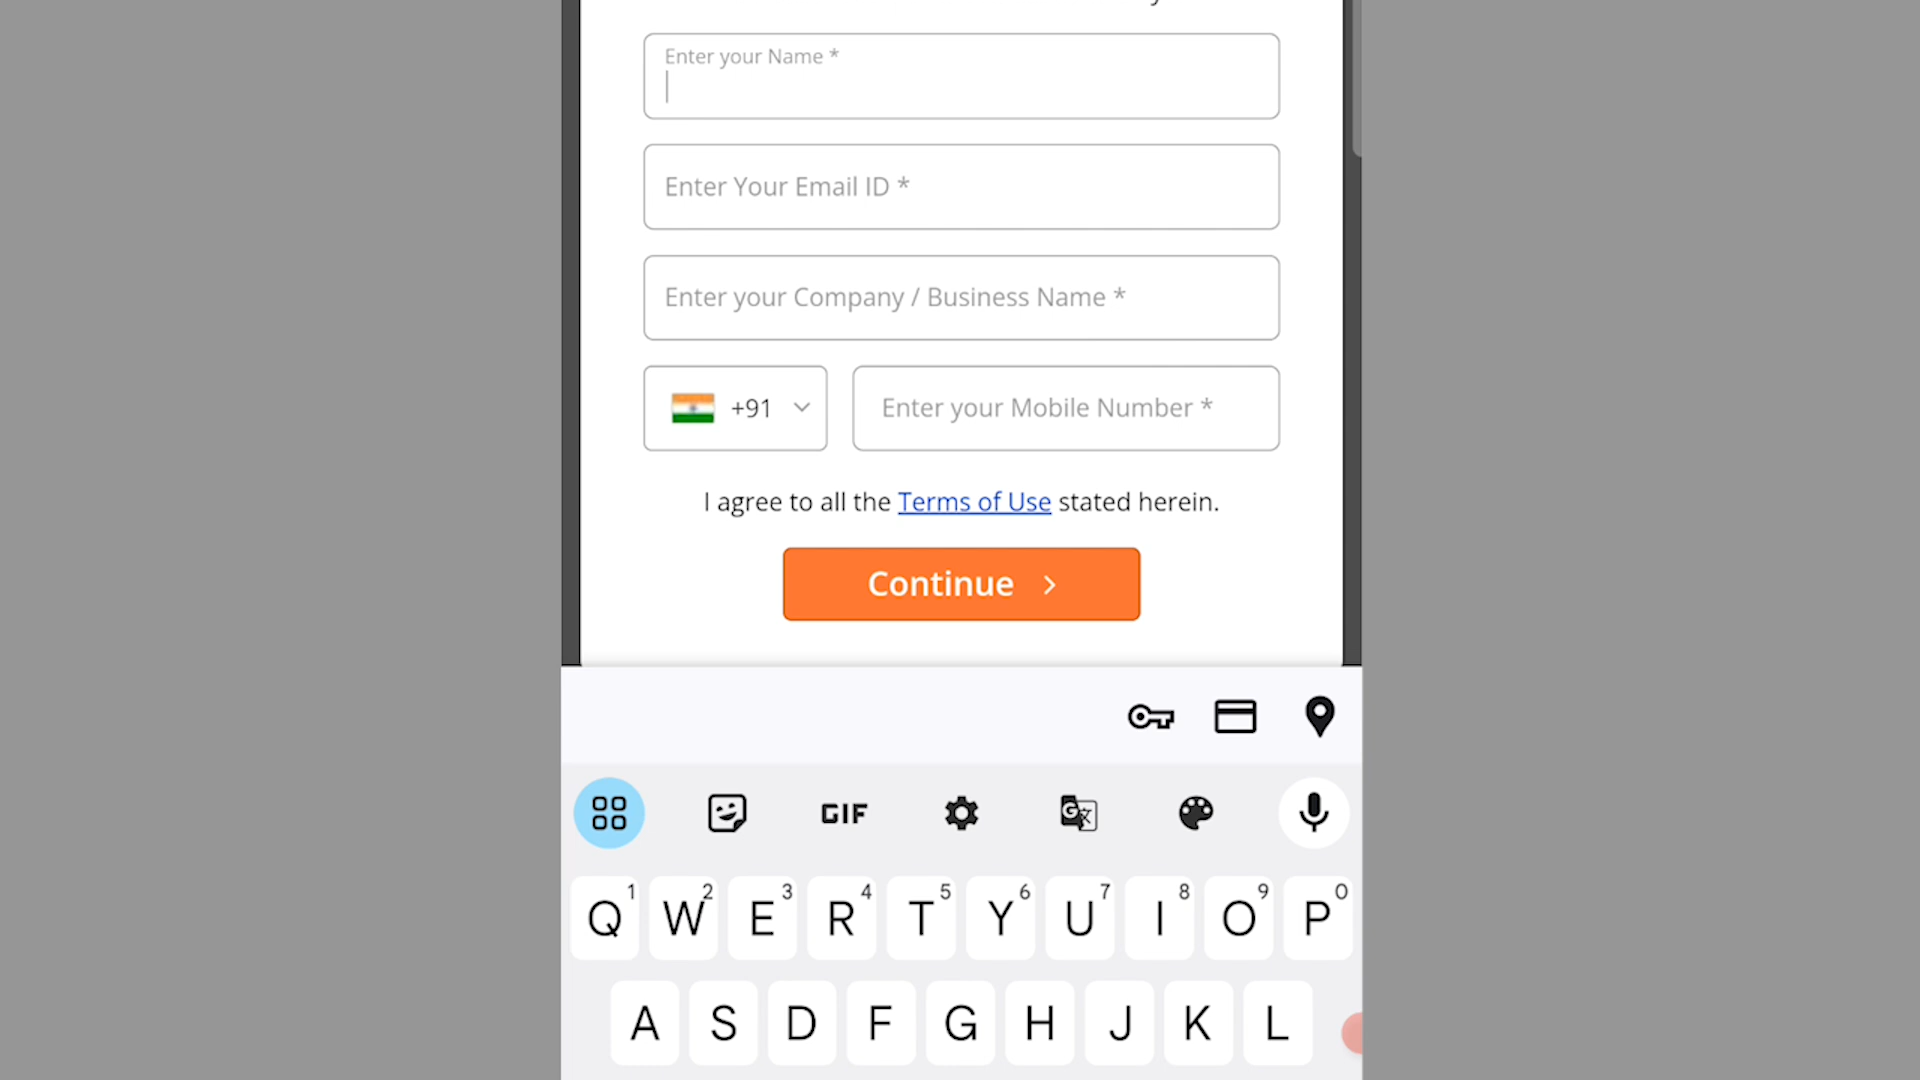 Enter your Name *
Enter Your Email ID *
Enter your Company / Business Name *
+91 Enter your Mobile Number *
I agree to all the Terms of Use stated herein.
Continue
GIF
Q1 W2 E3 R4 T5 Y6 U7 I8 O9 P0
A S D F G H J K L